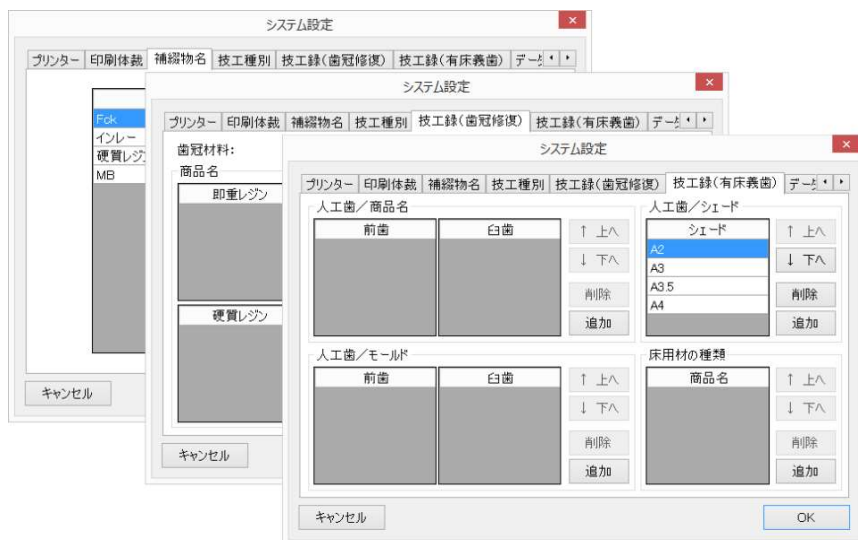 システム設定
プリンター 印刷体裁 補綴物名 技工種別 技工録(歯冠修復) 技工録(有床義歯)
Fck
インレー
硬質レジ
MB
キャンセル
システム設定
プリンター 印刷体裁 補綴物名 技工種別 技工録(歯冠修復) 技工録(有床義歯)
歯冠材料:
商品名
即重レジン
硬質レジン
キャンセル
システム設定
プリンター 印刷体裁 補綴物名 技工種別 技工録(歯冠修復) 技工録(有床義歯)
人工歯/商品名
前歯 臼歯
↑ 上へ
↓ 下へ
削除
追加
人工歯/シェード
シェード
A2
A3
A3.5
A4
↑ 上へ
↓ 下へ
削除
追加
人工歯/モールド
前歯 臼歯
↑ 上へ
↓ 下へ
削除
追加
床用材の種類
商品名
↑ 上へ
↓ 下へ
削除
追加
キャンセル
OK